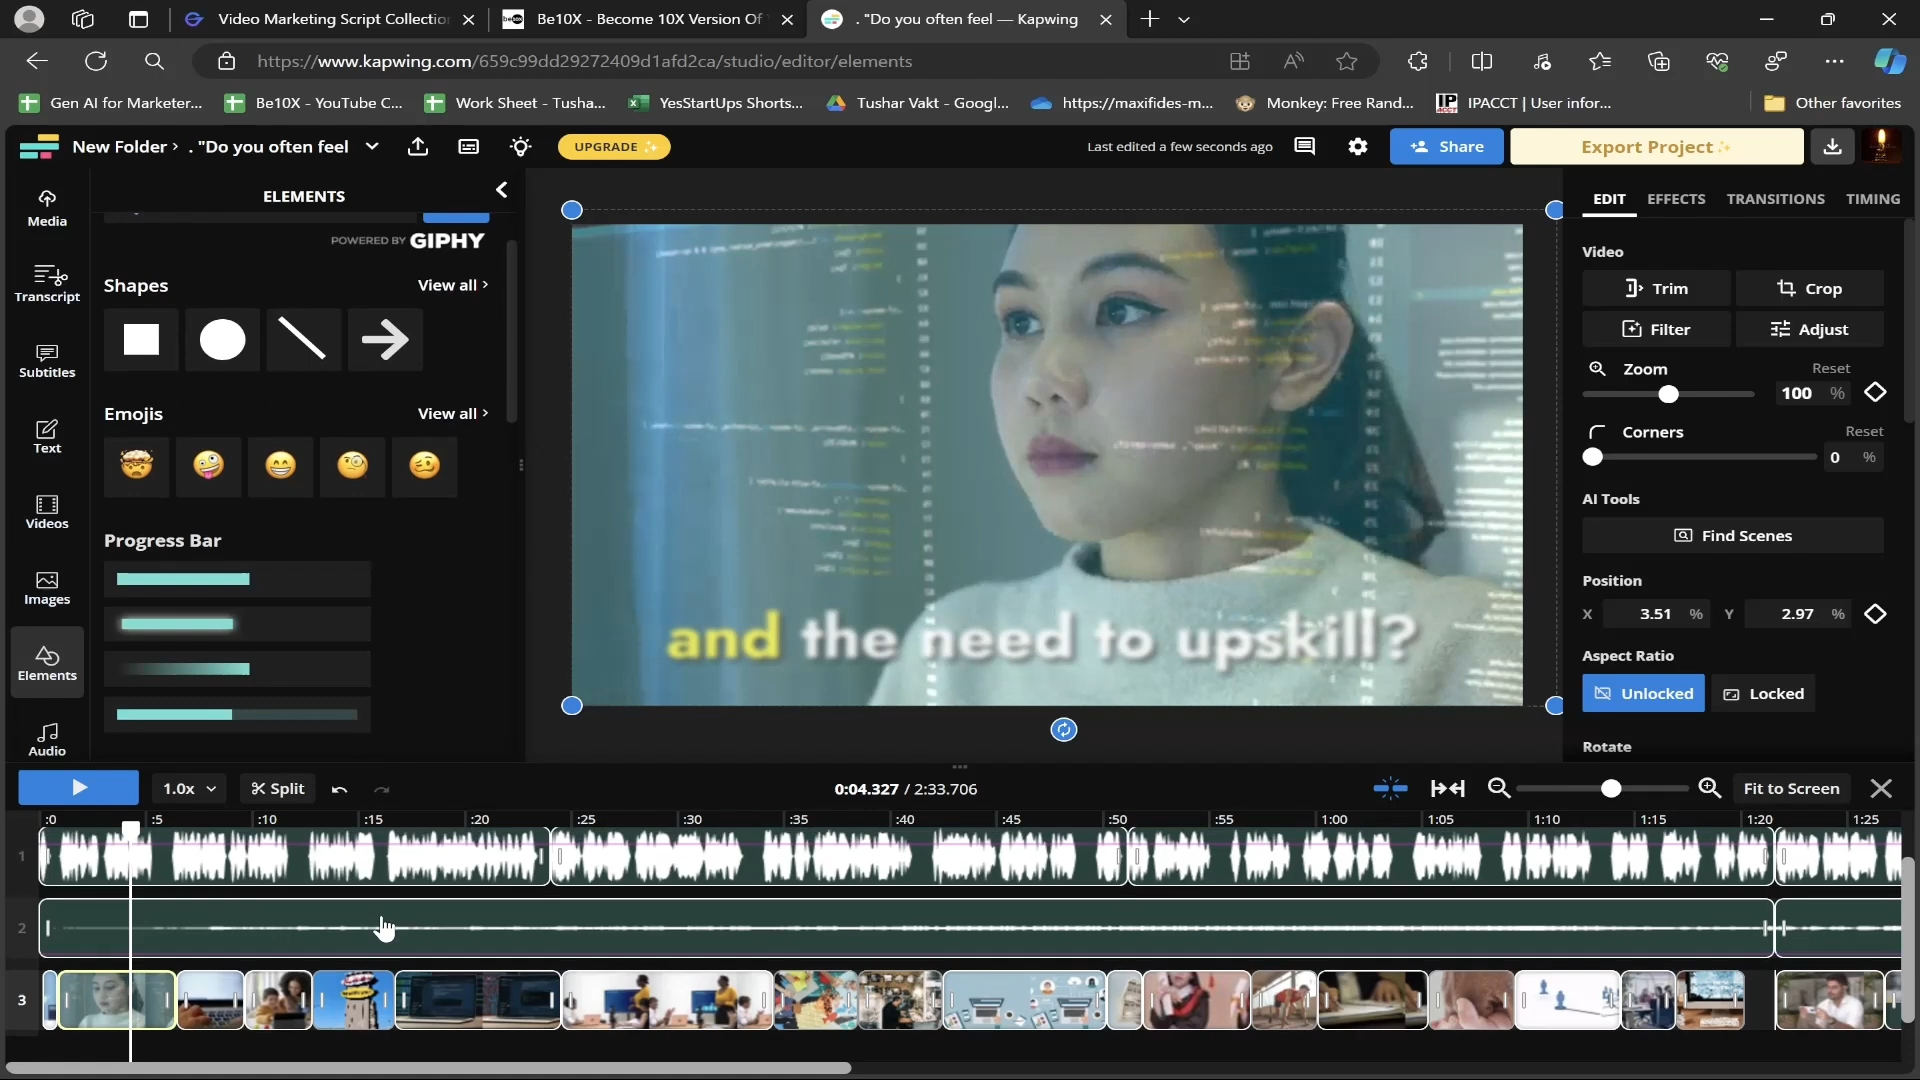 Video Marketing Script Collectio
Be10X - Become 10X Version Of
. "Do you often feel — Kapwing
https://www.kapwing.com/659c99dd29272409d1afd2ca/studio/editor/elements
Gen AI for Marketer...
Be10X - YouTube C...
Work Sheet - Tusha...
YesStartUps Shorts...
Tushar Vakt - Googl...
https://maxifides-m...
Monkey: Free Rand...
IPACCT | User infor...
Other favorites
New Folder › . "Do you often feel
UPGRADE
Last edited a few seconds ago
Share
Export Project
Media
Transcript
Subtitles
Text
Videos
Images
Elements
Audio
ELEMENTS
POWERED BY GIPHY
Shapes
View all ›
Emojis
View all ›
Progress Bar
and the need to upskill?
EDIT
EFFECTS
TRANSITIONS
TIMING
Video
Trim
Crop
Filter
Adjust
Zoom
Reset
100 %
Corners
Reset
0 %
AI Tools
Find Scenes
Position
X 3.51 % Y 2.97 %
Aspect Ratio
Unlocked
Locked
Rotate
1.0x
Split
0:04.327 / 2:33.706
Fit to Screen
:0 :5 :10 :15 :20 :25 :30 :35 :40 :45 :50 :55 1:00 1:05 1:10 1:15 1:20 1:25
1
2
3